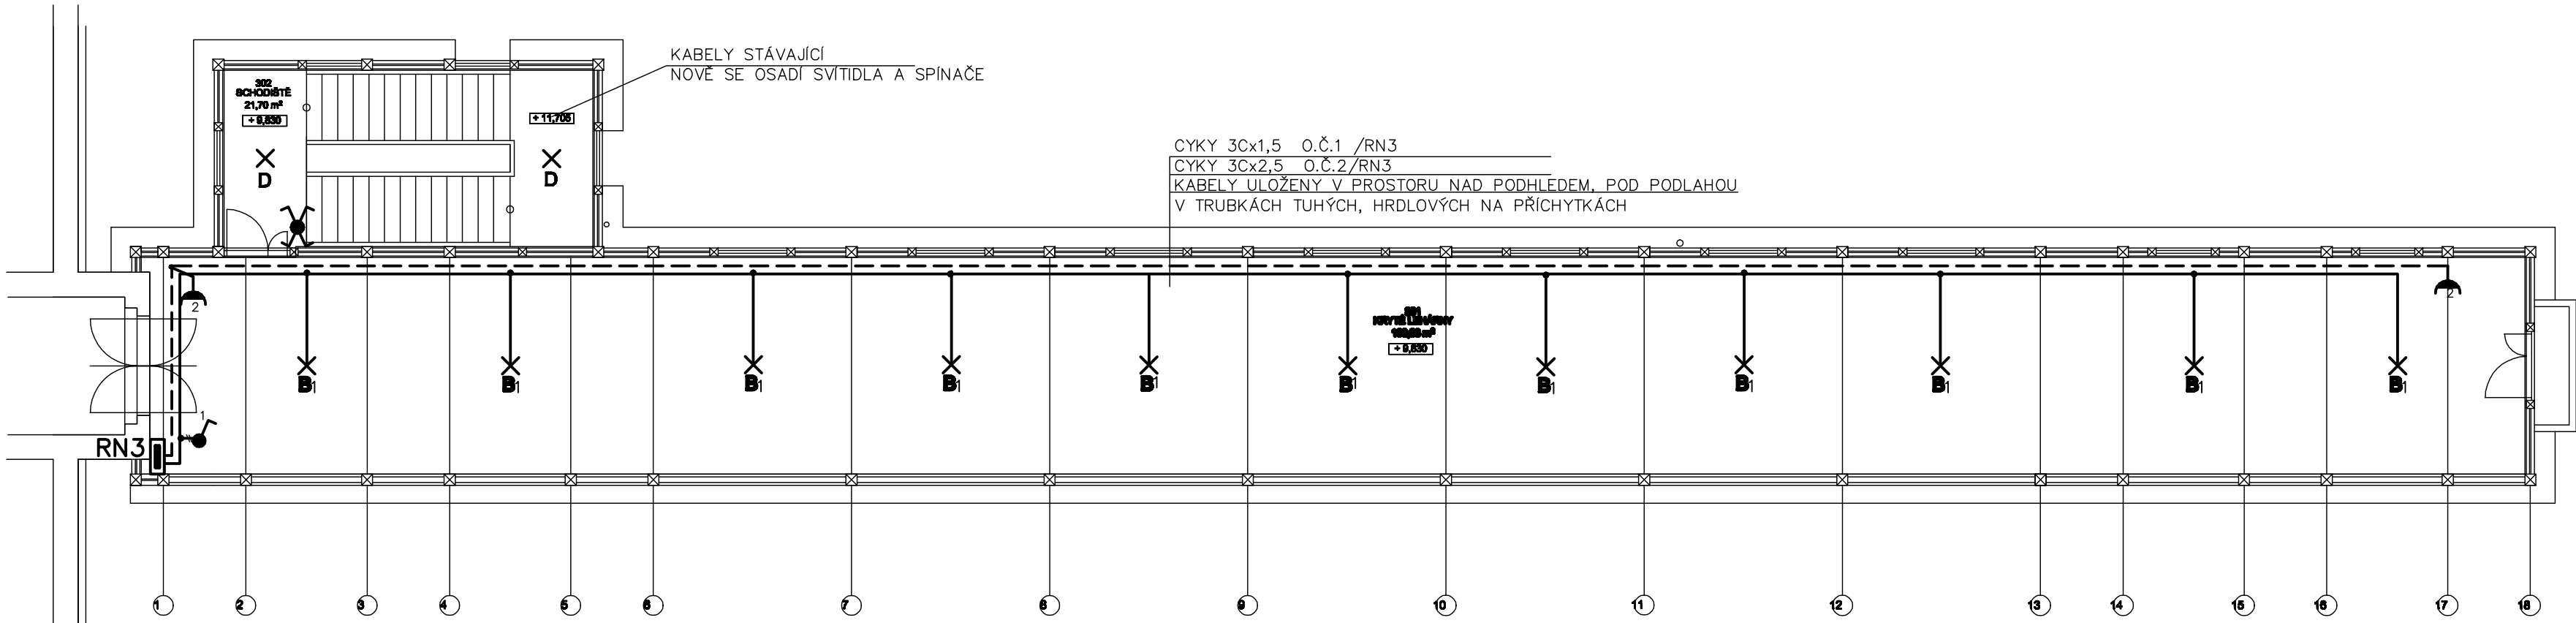 KABELY STÁVAJÍCÍ
NOVĚ SE OSADÍ SVÍTIDLA A SPÍNAČE
302
SCHODIŠTĚ
21,70 m²
+ 9,830
+ 11,705
D
D
CYKY 3Cx1,5 O.Č.1 /RN3
CYKY 3Cx2,5 O.Č.2/RN3
KABELY ULOŽENY V PROSTORU NAD PODHLEDEM, POD PODLAHOU
V TRUBKÁCH TUHÝCH, HRDLOVÝCH NA PŘÍCHYTKÁCH
2
2
+ 9,830
B1 B1 B1 B1 B1 B1 B1 B1 B1 B1 B1
1
RN3
1 2 3 4 5 6 7 8 9 10 11 12 13 14 15 16 17 18